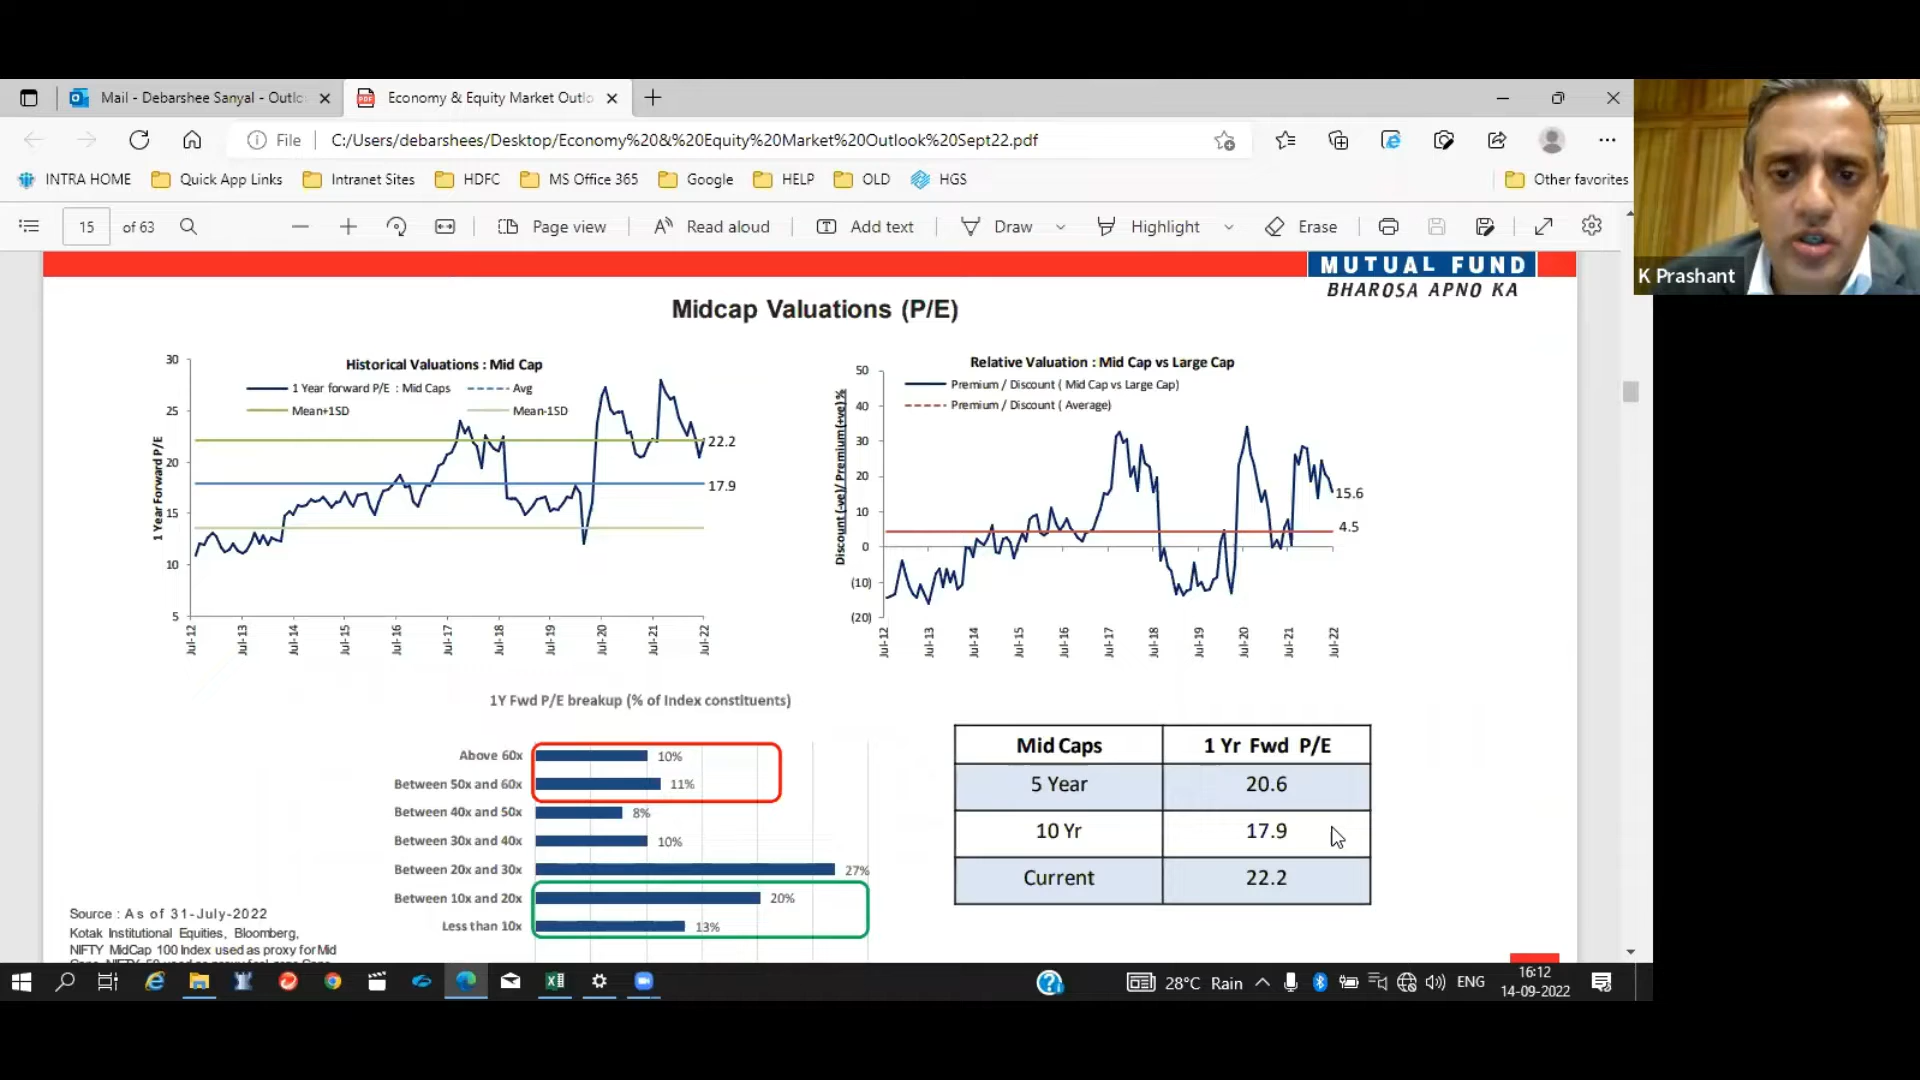 Mail - Debarshee Sanyal - Outlc
Economy & Equity Market Outlo
File
C:/Users/debarshees/Desktop/Economy%20&%20Equity%20Market%20Outlook%20Sept22.pdf
INTRA HOME
Quick App Links
Intranet Sites
HDFC
MS Office 365
Google
HELP
OLD
HGS
Other favorites
15 of 63
Page view
Read aloud
Add text
Draw
Highlight
Erase
K Prashant
MUTUAL FUND
BHAROSA APNO KA
Midcap Valuations (P/E)
Historical Valuations : Mid Cap
1 Year forward P/E : Mid Caps
Avg
Mean+1SD
Mean-1SD
1 Year Forward P/E
30
25
20
15
10
5
22.2
17.9
Jul-12
Jul-13
Jul-14
Jul-15
Jul-16
Jul-17
Jul-18
Jul-19
Jul-20
Jul-21
Jul-22
Relative Valuation : Mid Cap vs Large Cap
Premium / Discount ( Mid Cap vs Large Cap)
Premium / Discount ( Average)
Discount (-ve)/ Premium(+ve) %
50
40
30
20
10
0
(10)
(20)
15.6
4.5
Jul-12
Jul-13
Jul-14
Jul-15
Jul-16
Jul-17
Jul-18
Jul-19
Jul-20
Jul-21
Jul-22
1Y Fwd P/E breakup (% of Index constituents)
Above 60x 10%
Between 50x and 60x 11%
Between 40x and 50x 8%
Between 30x and 40x 10%
Between 20x and 30x 27%
Between 10x and 20x 20%
Less than 10x 13%
Mid Caps 1 Yr Fwd P/E
5 Year 20.6
10 Yr 17.9
Current 22.2
Source : As of 31-July-2022
Kotak Institutional Equities, Bloomberg,
NIFTY MidCap 100 Index used as proxy for Mid
28°C Rain
ENG
16:12
14-09-2022